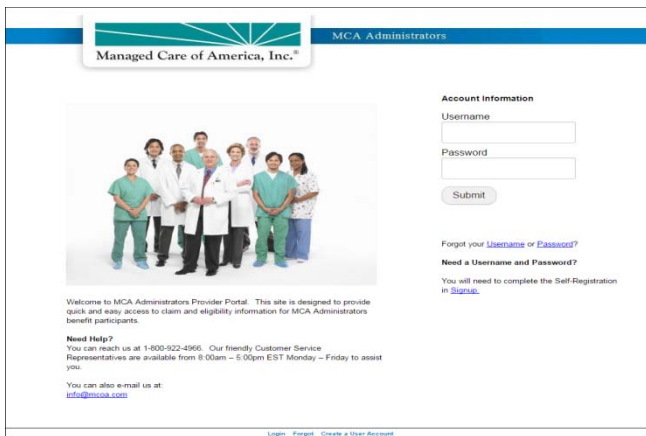 MCA Administrators
Managed Care of America, Inc.®
Account Information
Username
Password
Submit
Forgot your Username or Password?
Need a Username and Password?
You will need to complete the Self-Registration
in Signup.
Welcome to MCA Administrators Provider Portal. This site is designed to provide
quick and easy access to claim and eligibility information for MCA Administrators
benefit participants.
Need Help?
You can reach us at 1-800-922-4966. Our friendly Customer Service
Representatives are available from 8:00am – 5:00pm EST Monday – Friday to assist
you.
You can also e-mail us at:
info@mcoa.com
Login Forgot Create a User Account